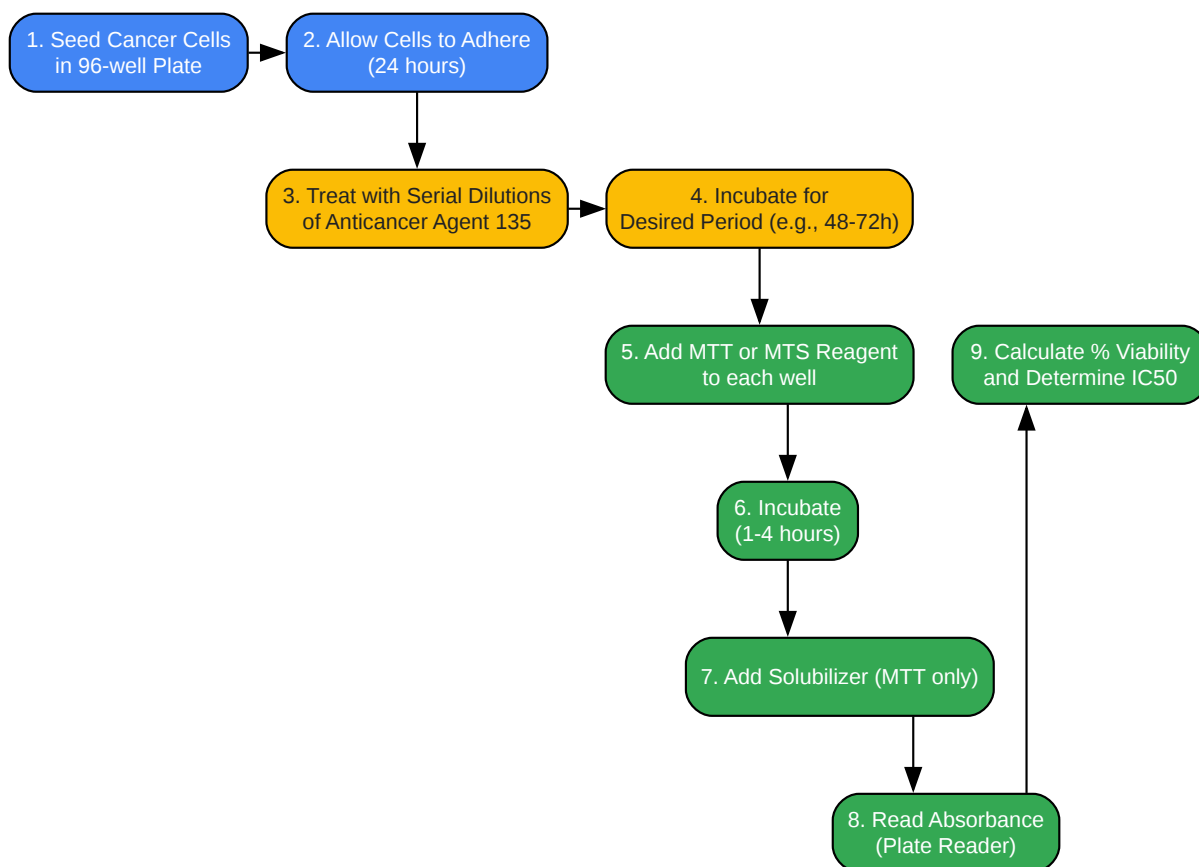 1. Seed Cancer Cells
in 96-well Plate
2. Allow Cells to Adhere
(24 hours)
3. Treat with Serial Dilutions
of Anticancer Agent 135
4. Incubate for
Desired Period (e.g., 48-72h)
5. Add MTT or MTS Reagent
to each well
9. Calculate % Viability
and Determine IC50
6. Incubate
(1-4 hours)
7. Add Solubilizer (MTT only)
8. Read Absorbance
(Plate Reader)